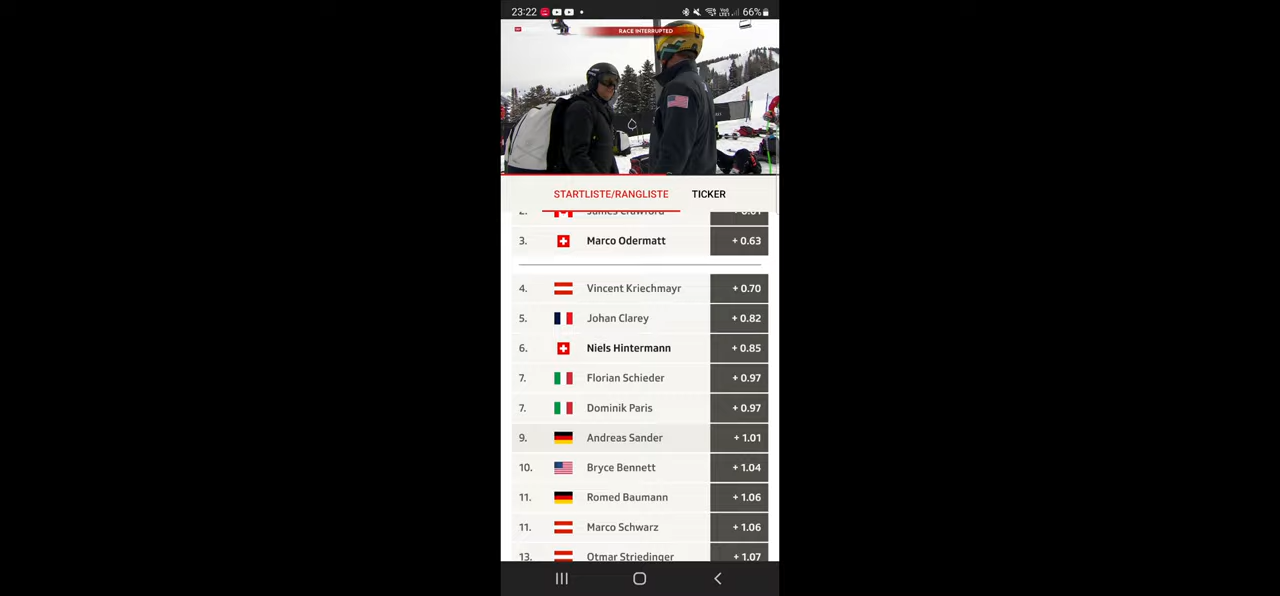 23:22
66%
RACE INTERRUPTED
STARTLISTE/RANGLISTE TICKER
2. James Crawford
3. Marco Odermatt + 0.63
4. Vincent Kriechmayr + 0.70
5. Johan Clarey + 0.82
6. Niels Hintermann + 0.85
7. Florian Schieder + 0.97
7. Dominik Paris + 0.97
9. Andreas Sander + 1.01
10. Bryce Bennett + 1.04
11. Romed Baumann + 1.06
11. Marco Schwarz + 1.06
13. Otmar Striedinger + 1.07